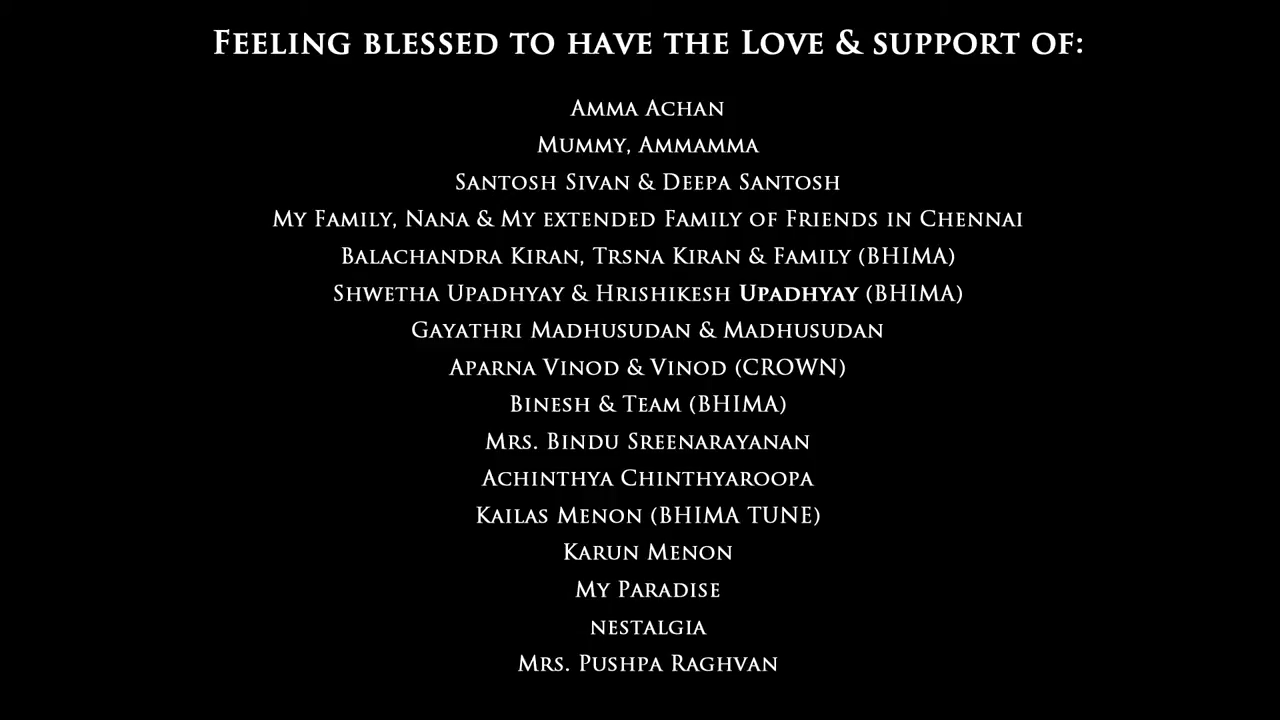 Feeling blessed to have the Love & support of:
Amma Achan
Mummy, Ammamma
Santosh Sivan & Deepa Santosh
My Family, Nana & My extended Family of Friends in Chennai
Balachandra Kiran, Trsna Kiran & Family (BHIMA)
Shwetha Upadhyay & Hrishikesh Upadhyay (BHIMA)
Gayathri Madhusudan & Madhusudan
Aparna Vinod & Vinod (CROWN)
Binesh & Team (BHIMA)
Mrs. Bindu Sreenarayanan
Achinthya Chinthyaroopa
Kailas Menon (BHIMA TUNE)
Karun Menon
My Paradise
nestalgia
Mrs. Pushpa Raghvan